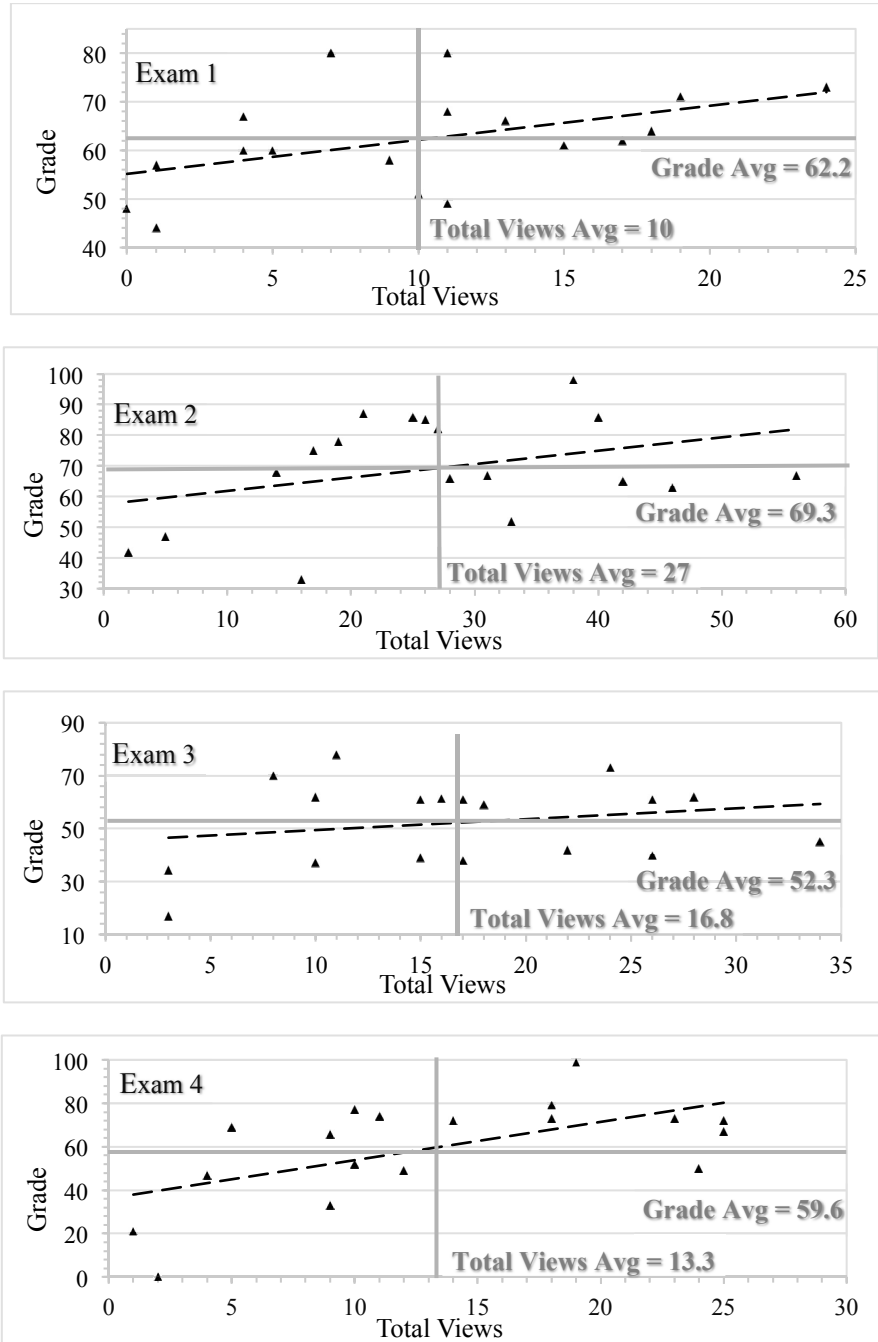 Exam 1
Grade
80
70
60
50
40
Grade Avg = 62.2
Total Views Avg = 10
0 5 10 15 20 25
Total Views
Exam 2
Grade
100
90
80
70
60
50
40
30
Grade Avg = 69.3
Total Views Avg = 27
0 10 20 30 40 50 60
Total Views
Exam 3
Grade
90
70
50
30
10
Grade Avg = 52.3
Total Views Avg = 16.8
0 5 10 15 20 25 30 35
Total Views
Exam 4
Grade
100
80
60
40
20
0
Grade Avg = 59.6
Total Views Avg = 13.3
0 5 10 15 20 25 30
Total Views